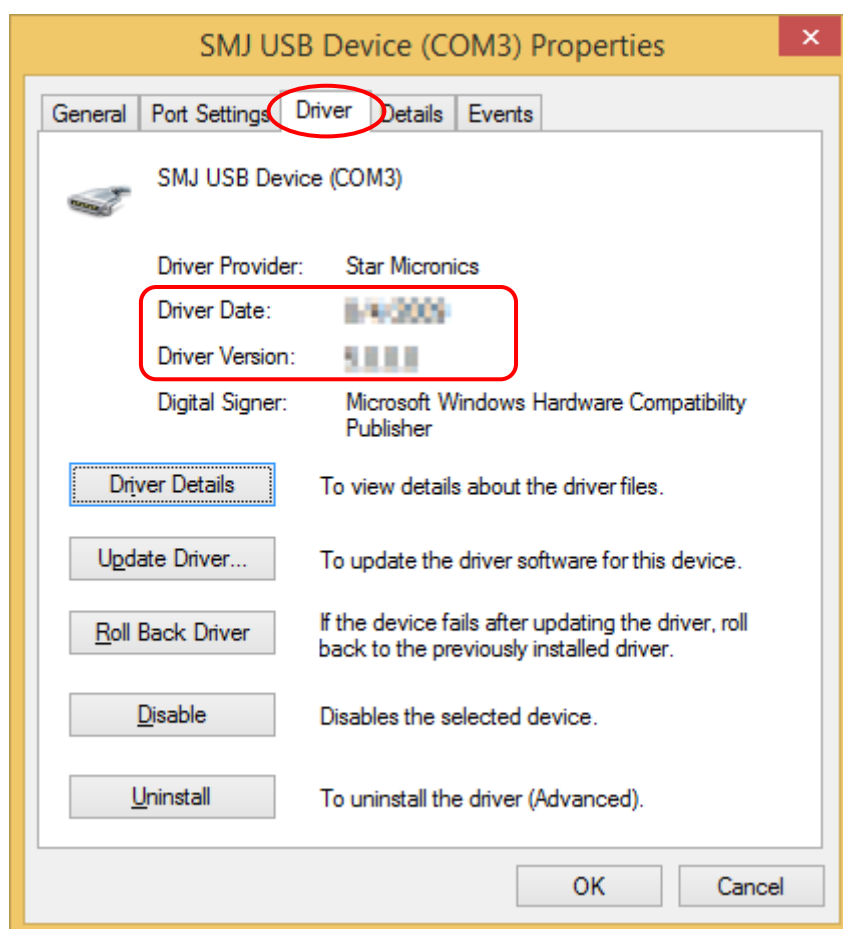 SMJ USB Device (COM3) Properties
General Port Settings Driver Details Events
SMJ USB Device (COM3)
Driver Provider: Star Micronics
Driver Date:
Driver Version:
Digital Signer: Microsoft Windows Hardware Compatibility
Publisher
Driver Details To view details about the driver files.
Update Driver... To update the driver software for this device.
Roll Back Driver If the device fails after updating the driver, roll
back to the previously installed driver.
Disable Disables the selected device.
Uninstall To uninstall the driver (Advanced).
OK Cancel